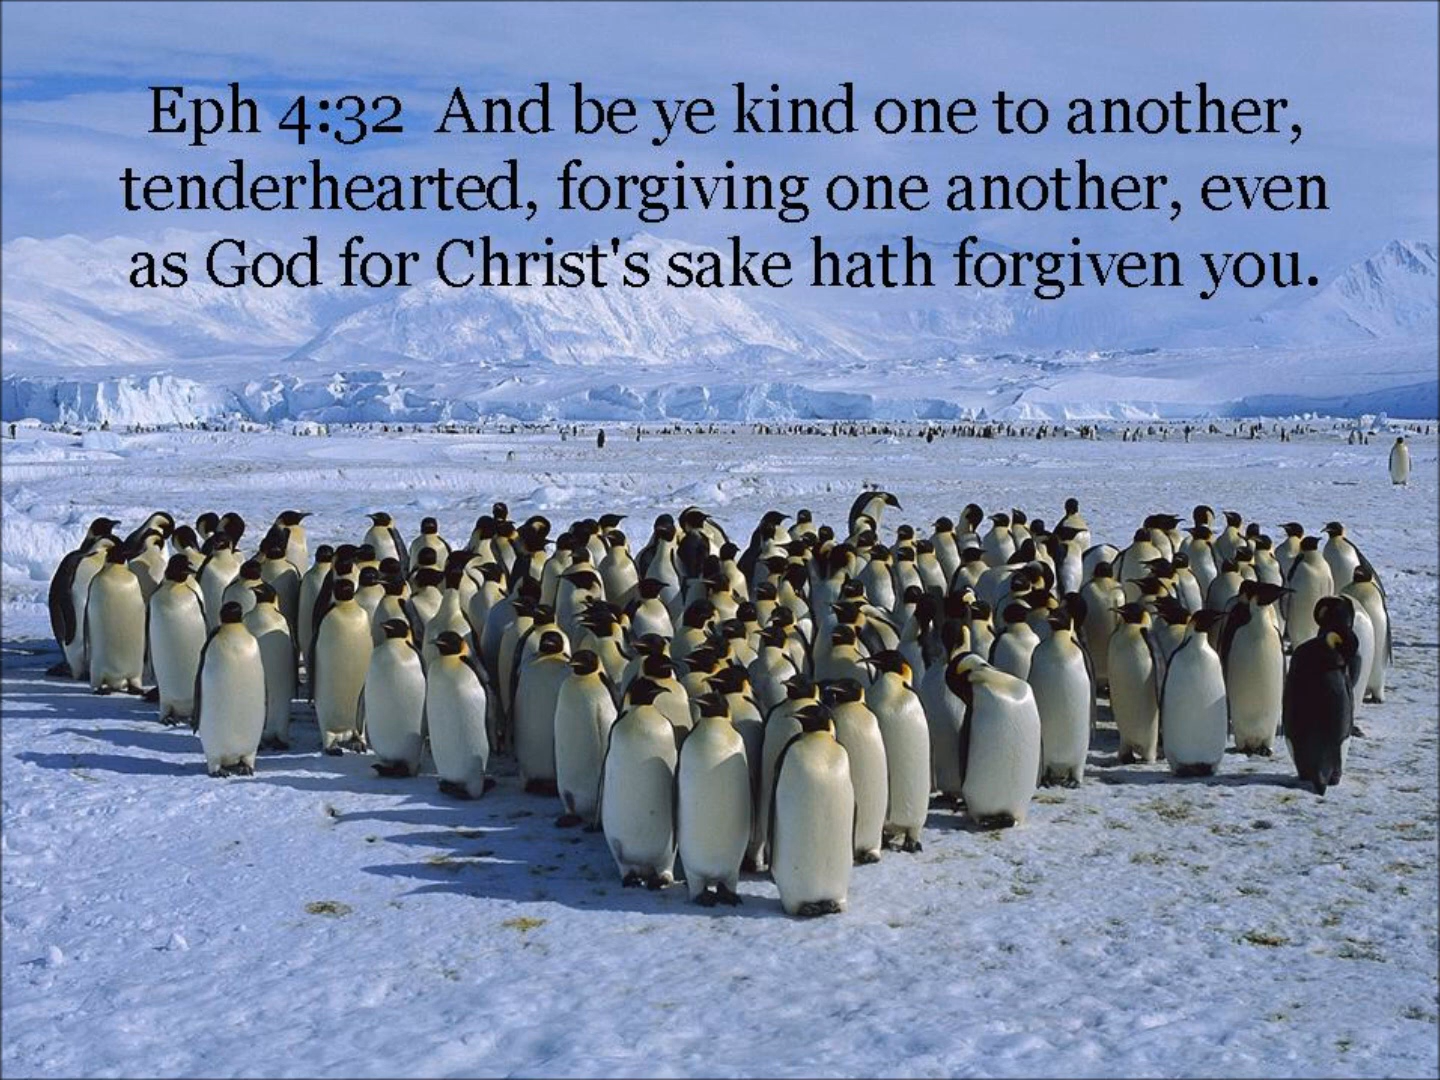 Eph 4:32  And be ye kind one to another,
tenderhearted, forgiving one another, even
as God for Christ's sake hath forgiven you.